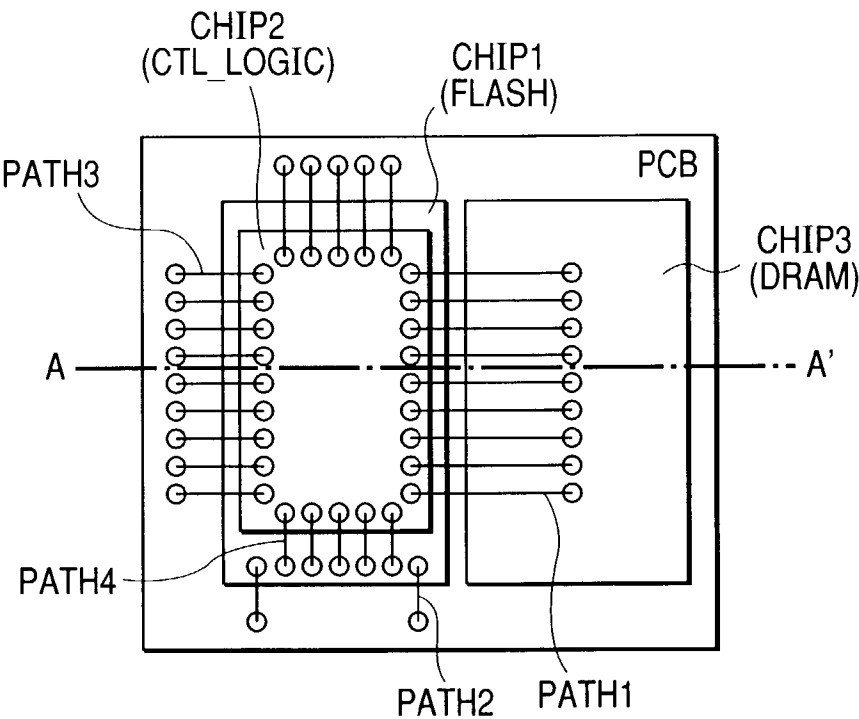 CHIP2
(CTL_LOGIC)
CHIP1
(FLASH)
PATH3
PCB
CHIP3
(DRAM)
A
A'
PATH4
PATH2
PATH1